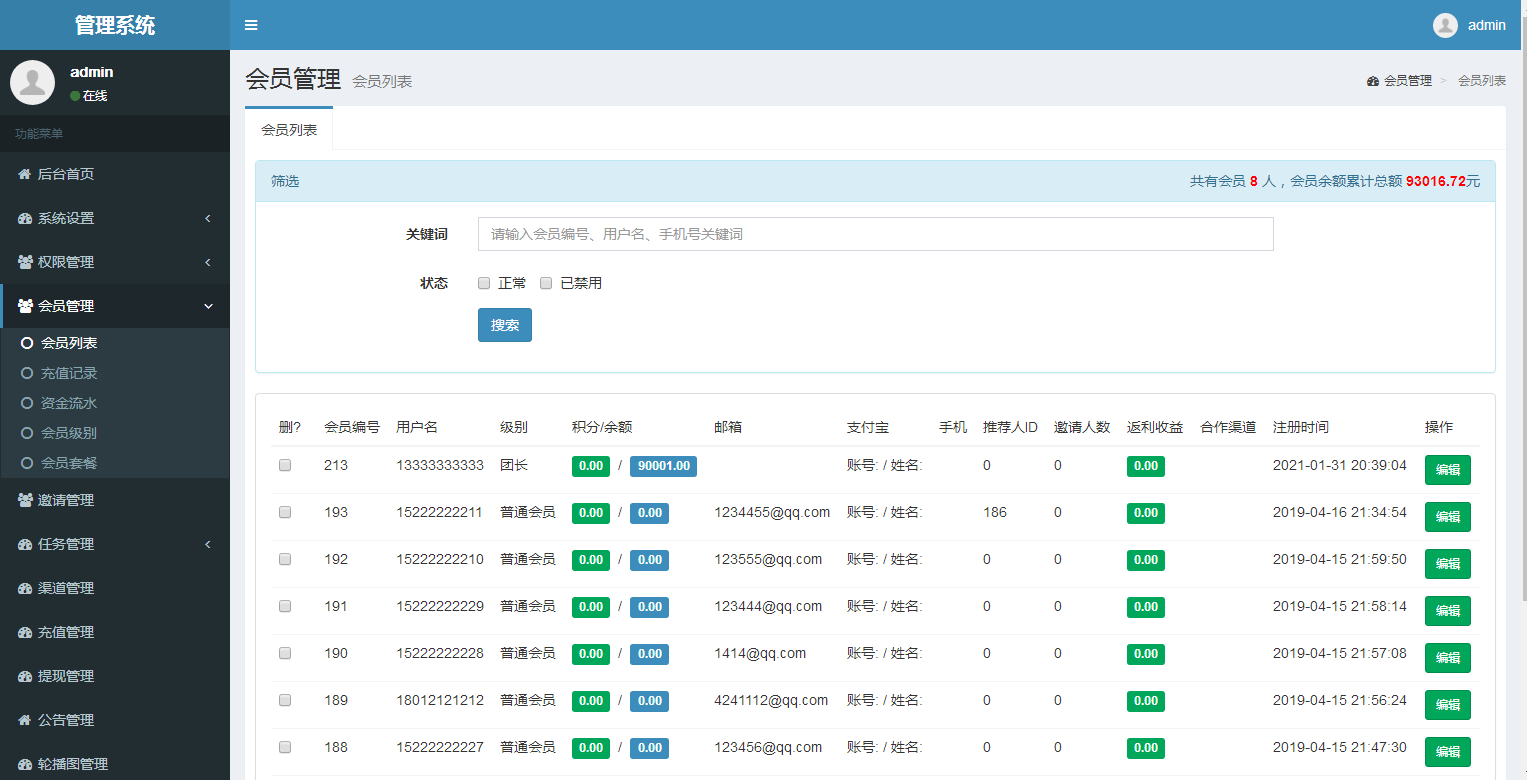 管理系统
admin
admin
在线
功能菜单
后台首页
系统设置
权限管理
会员管理
会员列表
充值记录
资金流水
会员级别
会员套餐
邀请管理
任务管理
渠道管理
充值管理
提现管理
公告管理
轮播图管理
会员管理 会员列表
会员管理 > 会员列表
会员列表
筛选 共有会员 8 人，会员余额累计总额 93016.72元
关键词 请输入会员编号、用户名、手机号关键词
状态 正常 已禁用
搜索
删? 会员编号 用户名 级别 积分/余额 邮箱 支付宝 手机 推荐人ID 邀请人数 返利收益 合作渠道 注册时间 操作
213 13333333333 团长 0.00 / 90001.00 账号: / 姓名: 0 0 0.00 2021-01-31 20:39:04 编辑
193 15222222211 普通会员 0.00 / 0.00 1234455@qq.com 账号: / 姓名: 186 0 0.00 2019-04-16 21:34:54 编辑
192 15222222210 普通会员 0.00 / 0.00 123555@qq.com 账号: / 姓名: 0 0 0.00 2019-04-15 21:59:50 编辑
191 15222222229 普通会员 0.00 / 0.00 123444@qq.com 账号: / 姓名: 0 0 0.00 2019-04-15 21:58:14 编辑
190 15222222228 普通会员 0.00 / 0.00 1414@qq.com 账号: / 姓名: 0 0 0.00 2019-04-15 21:57:08 编辑
189 18012121212 普通会员 0.00 / 0.00 4241112@qq.com 账号: / 姓名: 0 0 0.00 2019-04-15 21:56:24 编辑
188 15222222227 普通会员 0.00 / 0.00 123456@qq.com 账号: / 姓名: 0 0 0.00 2019-04-15 21:47:30 编辑